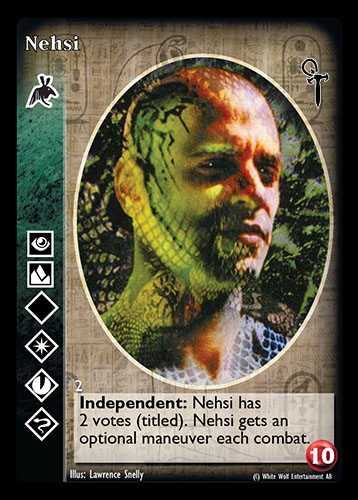 Nehsi
2
Independent: Nehsi has
2 votes (titled). Nehsi gets an
optional maneuver each combat.
10
Illus: Lawrence Snelly
(C) White Wolf Entertainment AB